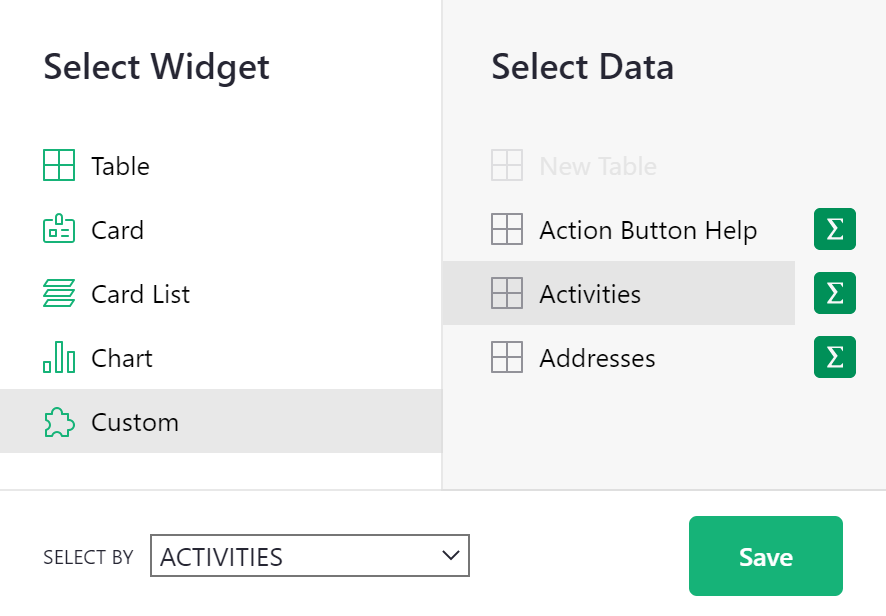 Select Widget
Table
Card
Card List
Chart
Custom
Select Data
New Table
Action Button Help
Σ
Activities
Σ
Addresses
Σ
SELECT BY
ACTIVITIES
Save